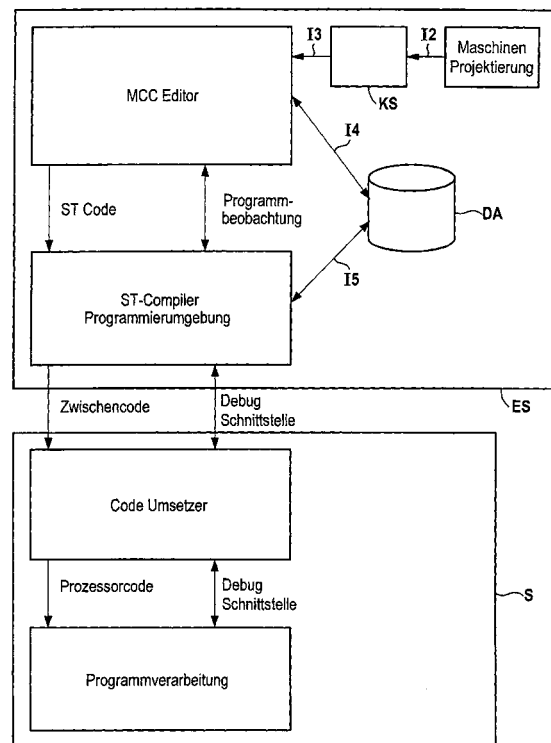 I3
I2
Maschinen
Projektierung
MCC Editor
KS
I4
DA
ST Code
Programm-
beobachtung
I5
ST-Compiler
Programmierumgebung
ES
Zwischencode
Debug
Schnittstelle
Code Umsetzer
S
Prozessorcode
Debug
Schnittstelle
Programmverarbeitung